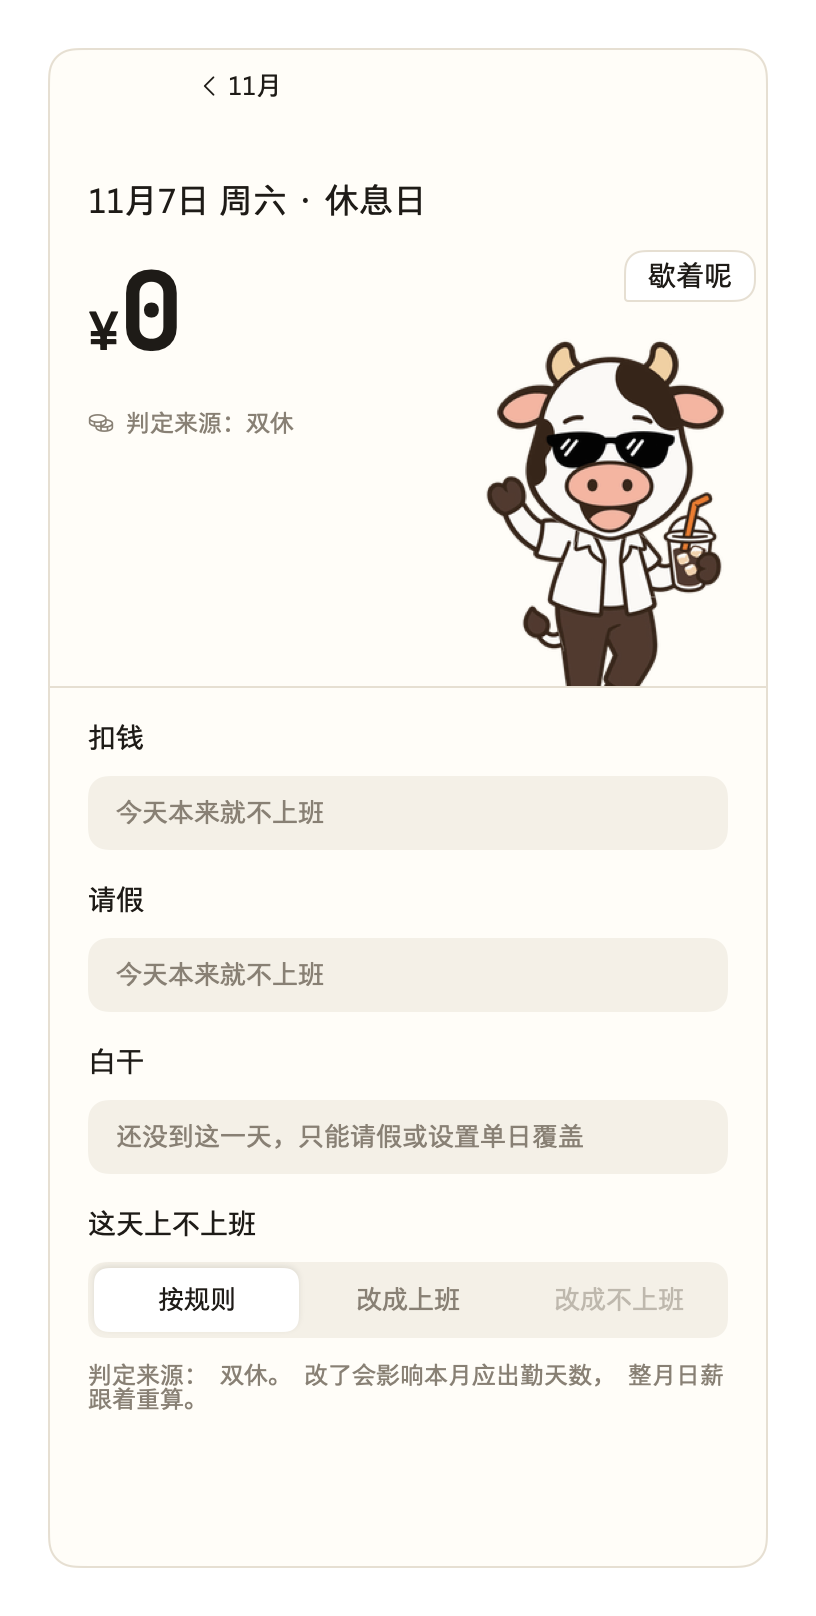 11月
11月7日 周六 · 休息日
歇着呢
¥0
判定来源：双休
扣钱
今天本来就不上班
请假
今天本来就不上班
白干
还没到这一天，只能请假或设置单日覆盖
这天上不上班
按规则 改成上班 改成不上班
判定来源： 双休。 改了会影响本月应出勤天数， 整月日薪
跟着重算。